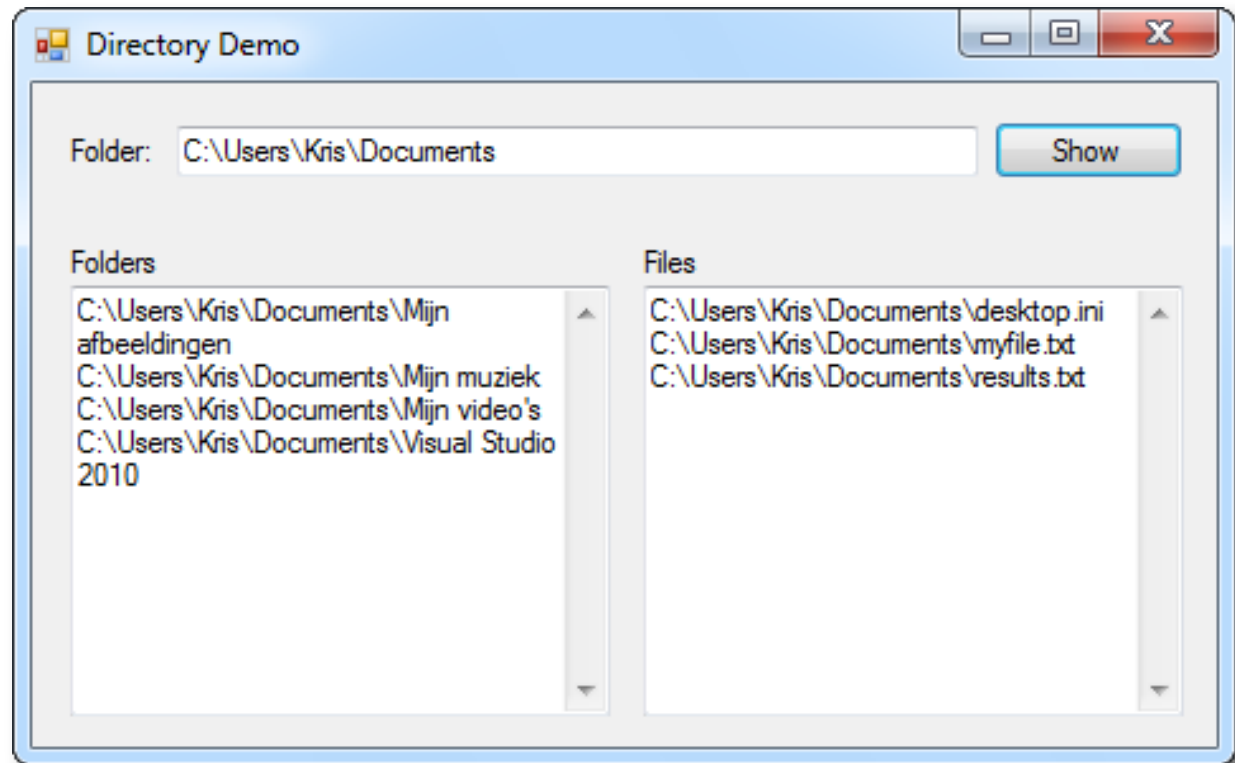 Directory Demo
Folder: C:\Users\Kris\Documents Show
Folders
C:\Users\Kris\Documents\Mijn
afbeeldingen
C:\Users\Kris\Documents\Mijn muziek
C:\Users\Kris\Documents\Mijn video's
C:\Users\Kris\Documents\Visual Studio
2010
Files
C:\Users\Kris\Documents\desktop.ini
C:\Users\Kris\Documents\myfile.txt
C:\Users\Kris\Documents\results.txt